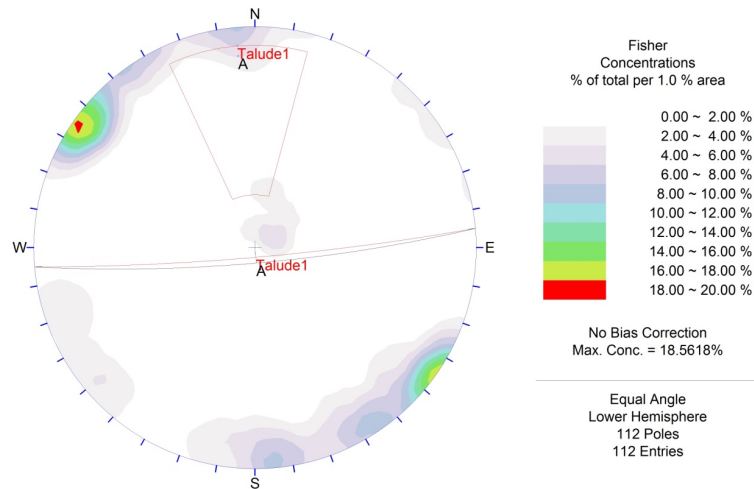 N
Talude1
A
W
E
Talude1
A
S
Fisher
Concentrations
% of total per 1.0 % area
0.00 ~ 2.00 %
2.00 ~ 4.00 %
4.00 ~ 6.00 %
6.00 ~ 8.00 %
8.00 ~ 10.00 %
10.00 ~ 12.00 %
12.00 ~ 14.00 %
14.00 ~ 16.00 %
16.00 ~ 18.00 %
18.00 ~ 20.00 %
No Bias Correction
Max. Conc. = 18.5618%
Equal Angle
Lower Hemisphere
112 Poles
112 Entries